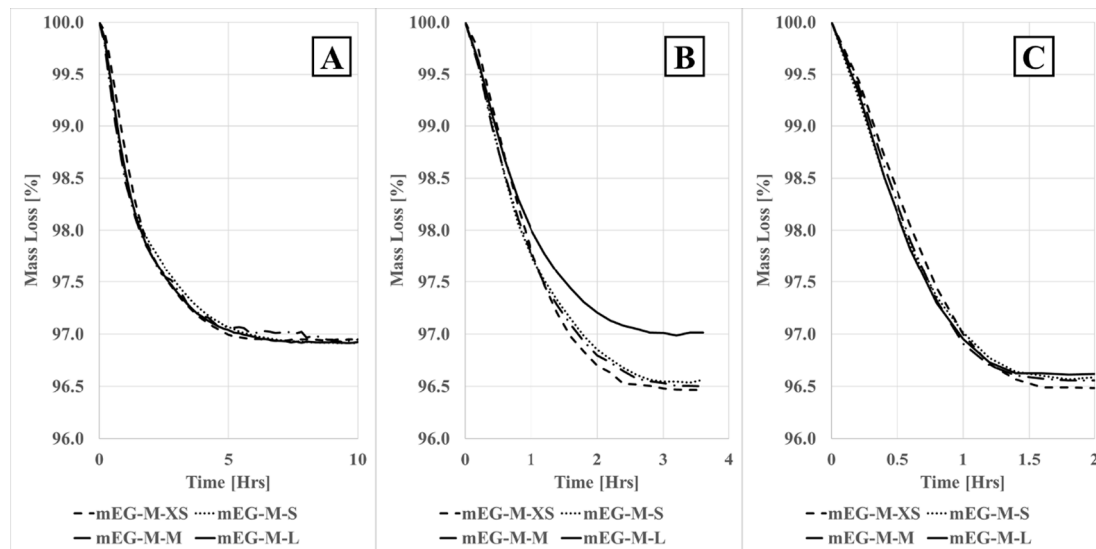 A
100.0
99.5
99.0
98.5
98.0
97.5
97.0
96.5
96.0
Mass Loss [%]
0 5 10
Time [Hrs]
mEG-M-XS mEG-M-S
mEG-M-M mEG-M-L
B
100.0
99.5
99.0
98.5
98.0
97.5
97.0
96.5
96.0
Mass Loss [%]
0 1 2 3 4
Time [Hrs]
mEG-M-XS mEG-M-S
mEG-M-M mEG-M-L
C
100.0
99.5
99.0
98.5
98.0
97.5
97.0
96.5
96.0
Mass Loss [%]
0 0.5 1 1.5 2
Time [Hrs]
mEG-M-XS mEG-M-S
mEG-M-M mEG-M-L